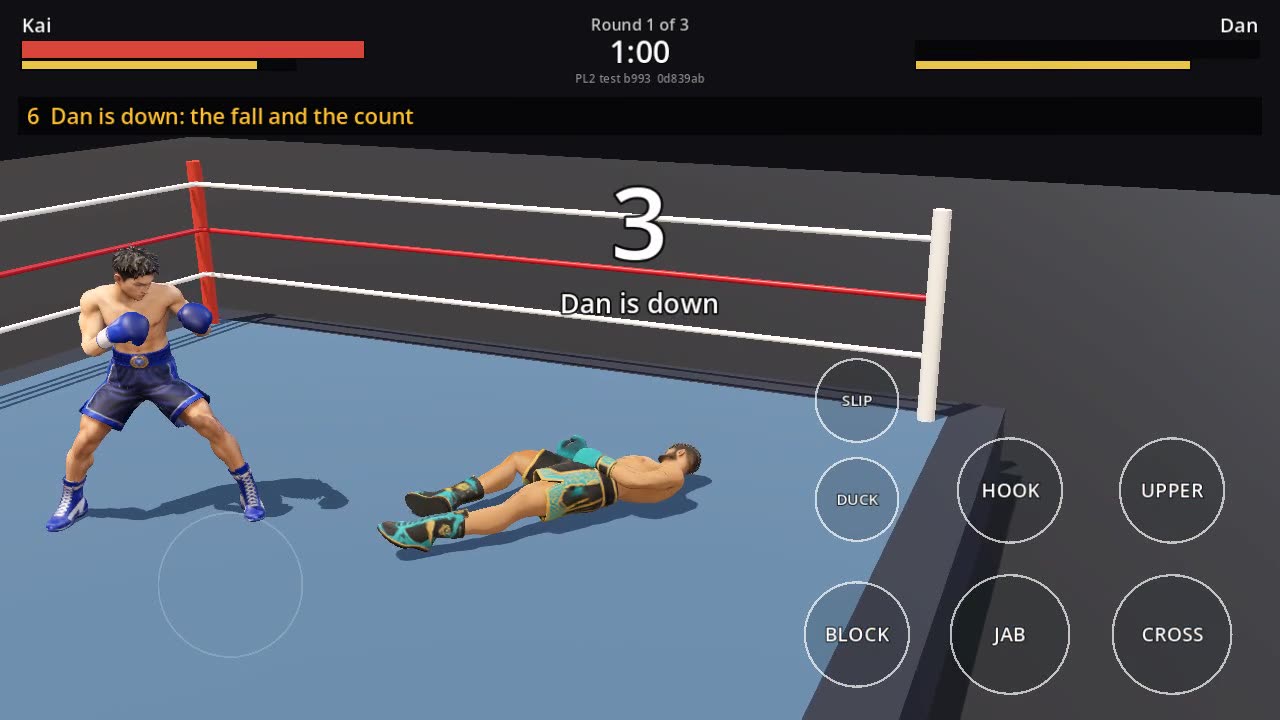 Kai
Round 1 of 3
Dan
1:00
PL2 test b993 0d839ab
6 Dan is down: the fall and the count
3
Dan is down
SLIP
DUCK
HOOK
UPPER
BLOCK
JAB
CROSS